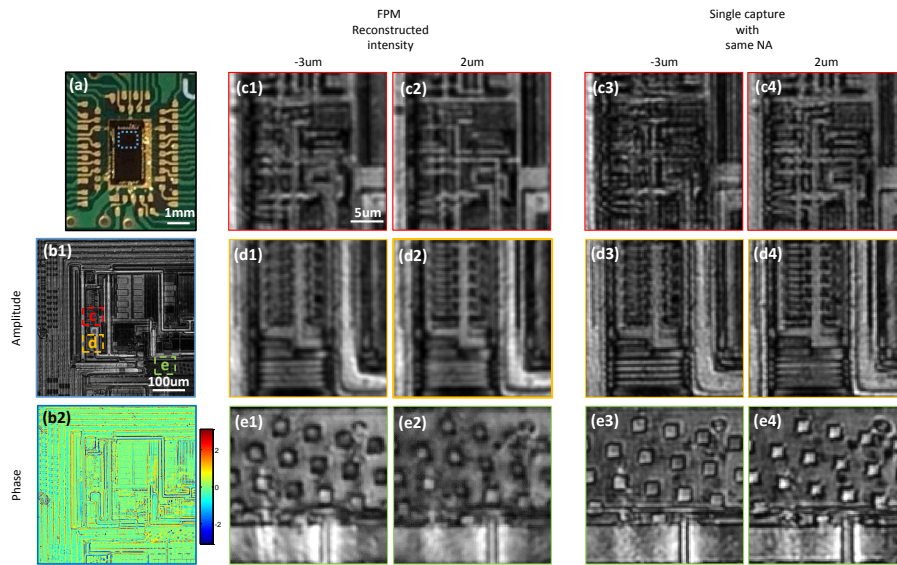 FPM
Reconstructed
intensity
Single capture
with
same NA
-3um
2um
-3um
2um
(a)
1mm
(c1)
5um
(c2)
(c3)
(c4)
Amplitude
(b1)
c
d
e
100um
(d1)
(d2)
(d3)
(d4)
Phase
(b2)
2
0
-2
(e1)
(e2)
(e3)
(e4)